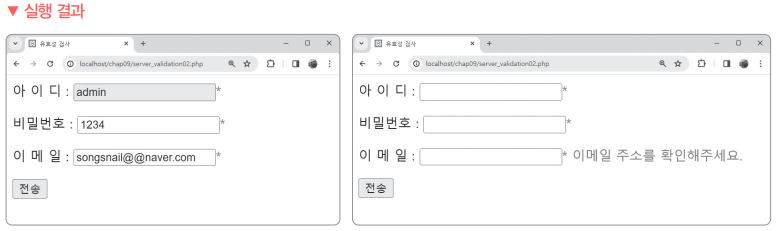 ▼ 실행 결과
유효성 검사
localhost/chap09/server_validation02.php
아 이 디 : admin*
비밀번호 : 1234*
이 메 일 : songsnail@@naver.com*
전송
유효성 검사
localhost/chap09/server_validation02.php
아 이 디 : *
비밀번호 : *
이 메 일 : * 이메일 주소를 확인해주세요.
전송